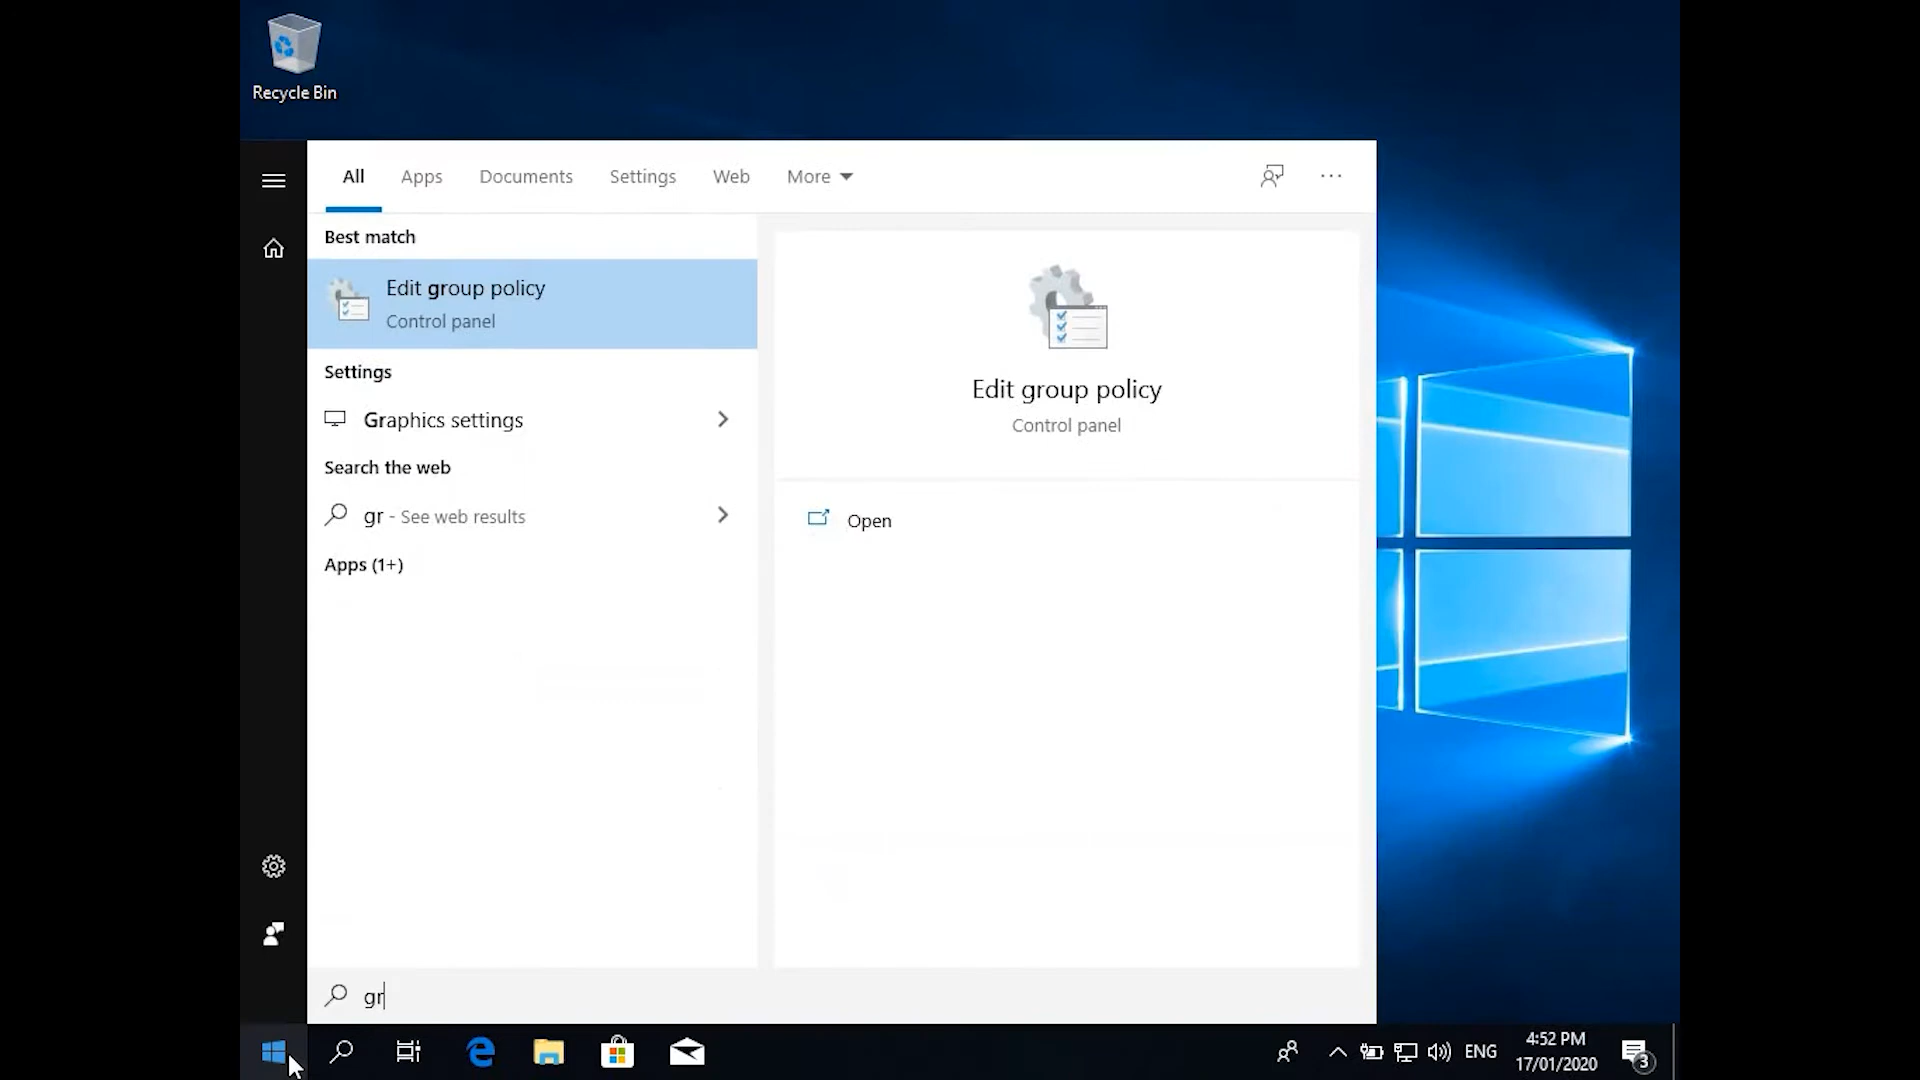 Recycle Bin
All Apps Documents Settings Web More
Best match
Edit group policy
Control panel
Settings
Graphics settings
Search the web
gr - See web results
Apps (1+)
Edit group policy
Control panel
Open
gr
ENG
4:52 PM
17/01/2020
3